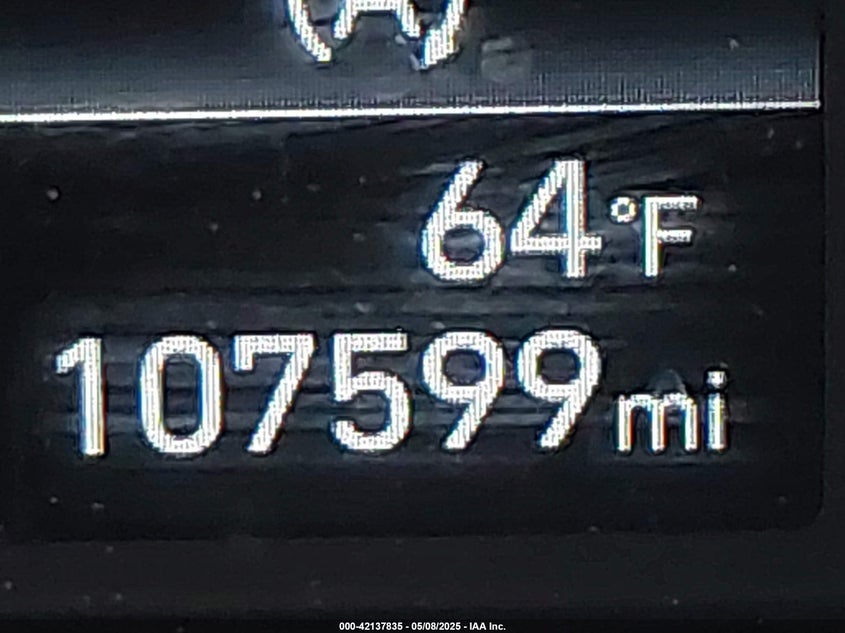 (A)
64°F
107599 mi
000-42137835 - 05/08/2025 - IAA Inc.